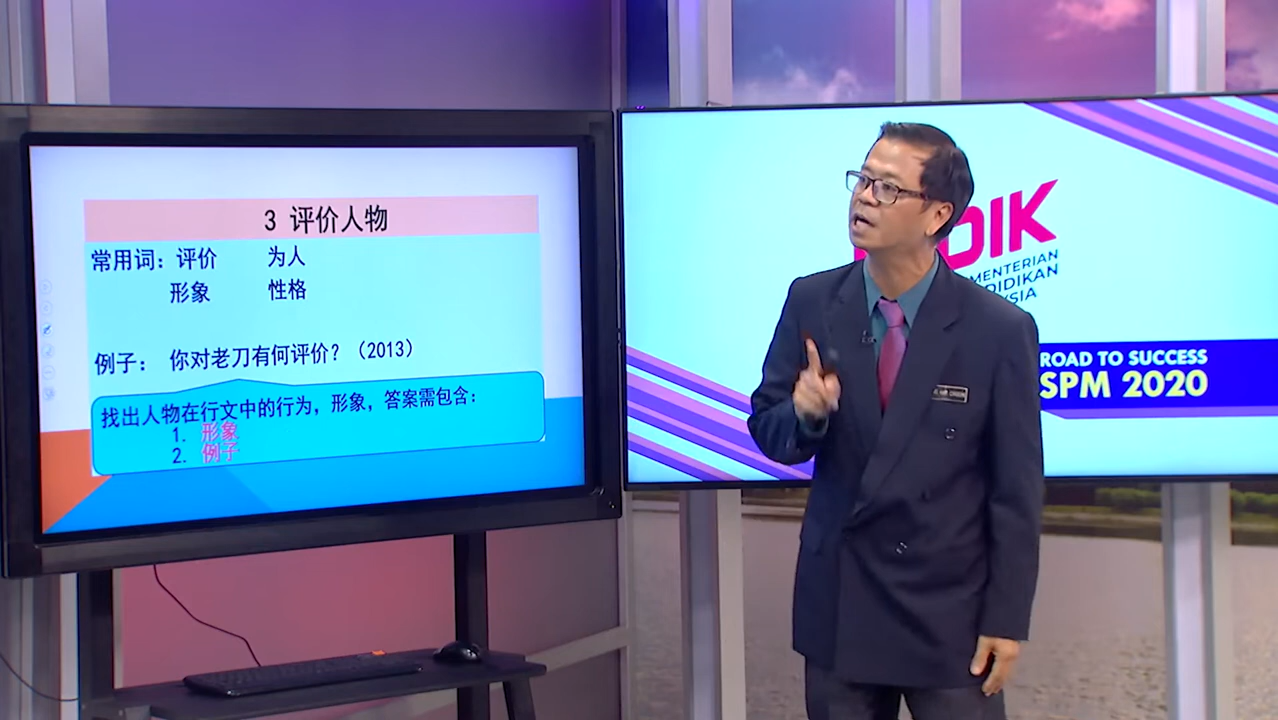 3 评价人物
常用词：评价 为人
形象 性格
例子： 你对老刀有何评价？（2013）
找出人物在行文中的行为，形象，答案需包含：
1. 形象
2. 例子
DIK
MENTERIAN
DIDIKAN
YSIA
ROAD TO SUCCESS
SPM 2020